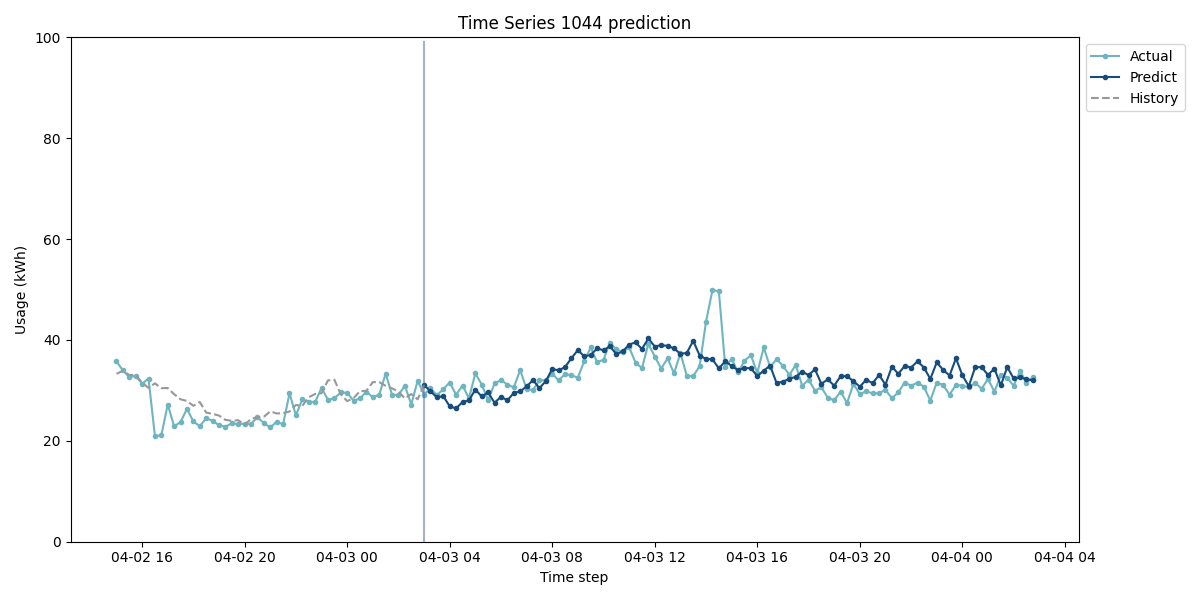 Time Series 1044 prediction
Usage (kWh)
100
80
60
40
20
0
04-02 16
04-02 20
04-03 00
04-03 04
04-03 08
04-03 12
04-03 16
04-03 20
04-04 00
04-04 04
Time step
Actual
Predict
History